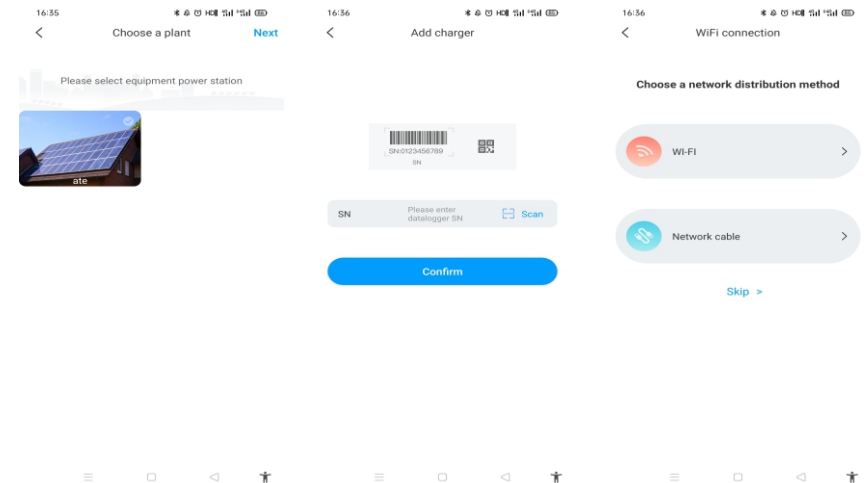 16:35
Choose a plant
Next
Please select equipment power station
ate
16:36
Add charger
SN:0123456789
SN
SN
Please enter
datalogger SN
Scan
Confirm
16:36
WiFi connection
Choose a network distribution method
WI-FI
Network cable
Skip >